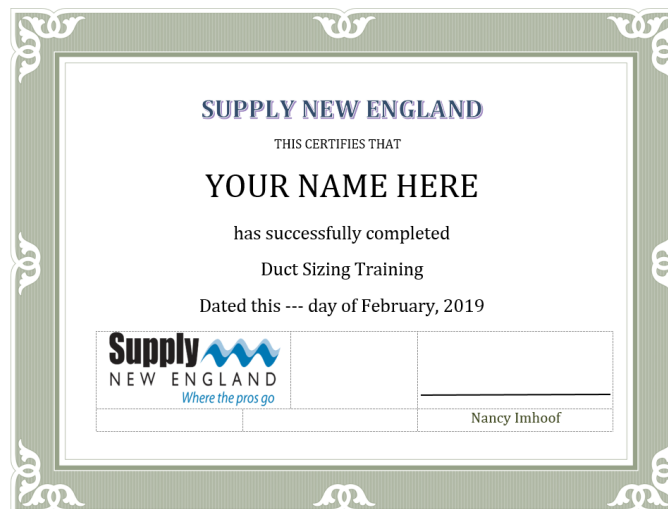 SUPPLY NEW ENGLAND
THIS CERTIFIES THAT
YOUR NAME HERE
has successfully completed
Duct Sizing Training
Dated this --- day of February, 2019
Supply
NEW ENGLAND
Where the pros go
Nancy Imhoof